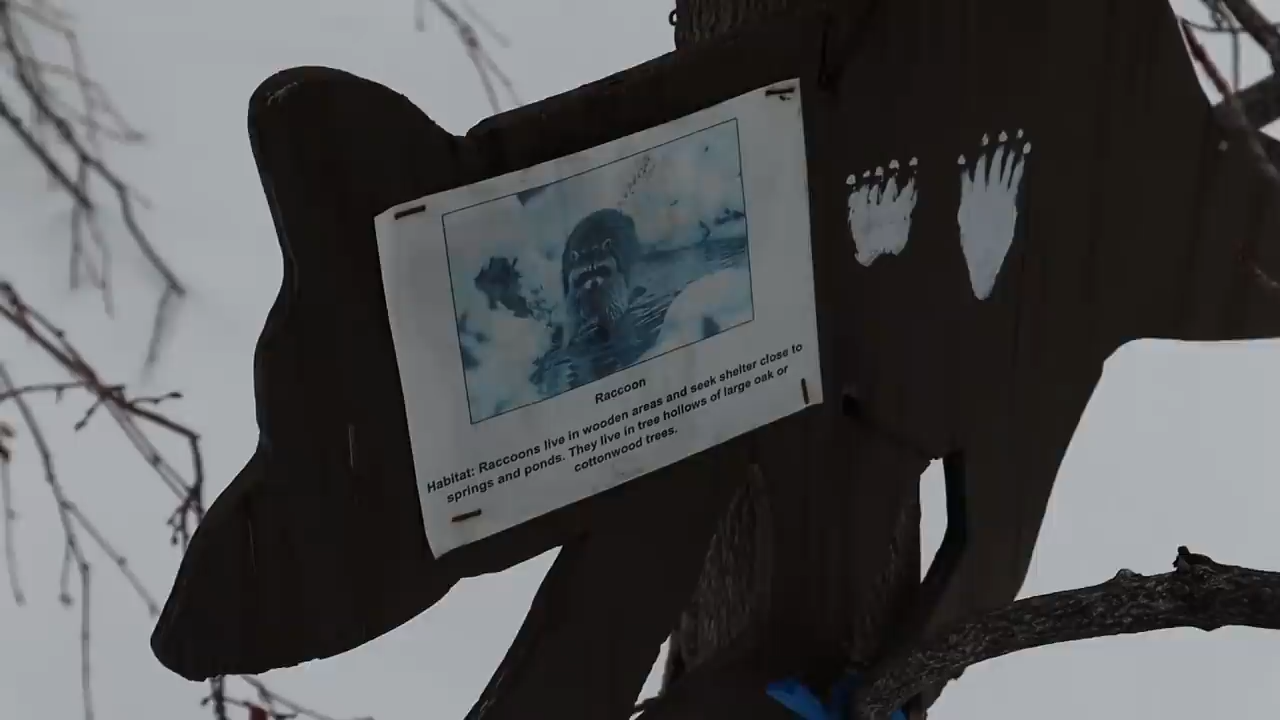 Raccoon
Habitat: Raccoons live in wooden areas and seek shelter close to
springs and ponds. They live in tree hollows of large oak or
cottonwood trees.